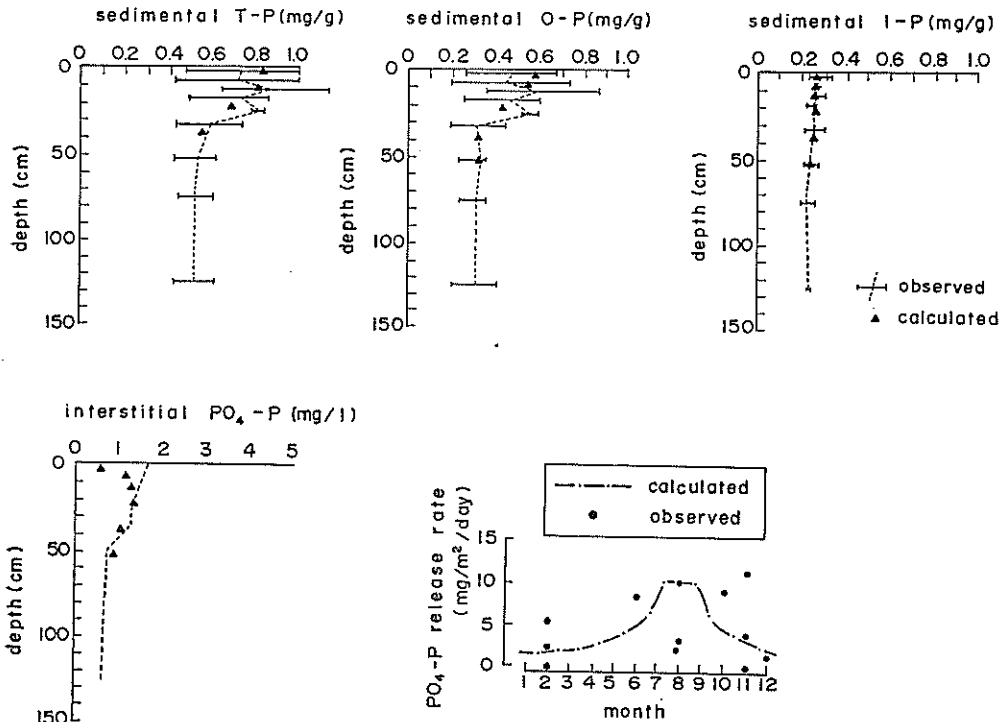 sedimental T-P(mg/g)
0 0.2 0.4 0.6 0.8 1.0
0
50
100
150
depth (cm)
sedimental O-P(mg/g)
0 0.2 0.4 0.6 0.8 1.0
0
50
100
150
depth (cm)
sedimental I-P(mg/g)
0 0.2 0.4 0.6 0.8 1.0
0
50
100
150
depth (cm)
observed
calculated
interstitial PO₄-P (mg/l)
0 1 2 3 4 5
0
50
100
150
depth (cm)
calculated
observed
PO₄-P release rate
(mg/m²/day)
15
10
5
0
1 2 3 4 5 6 7 8 9 10 11 12
month